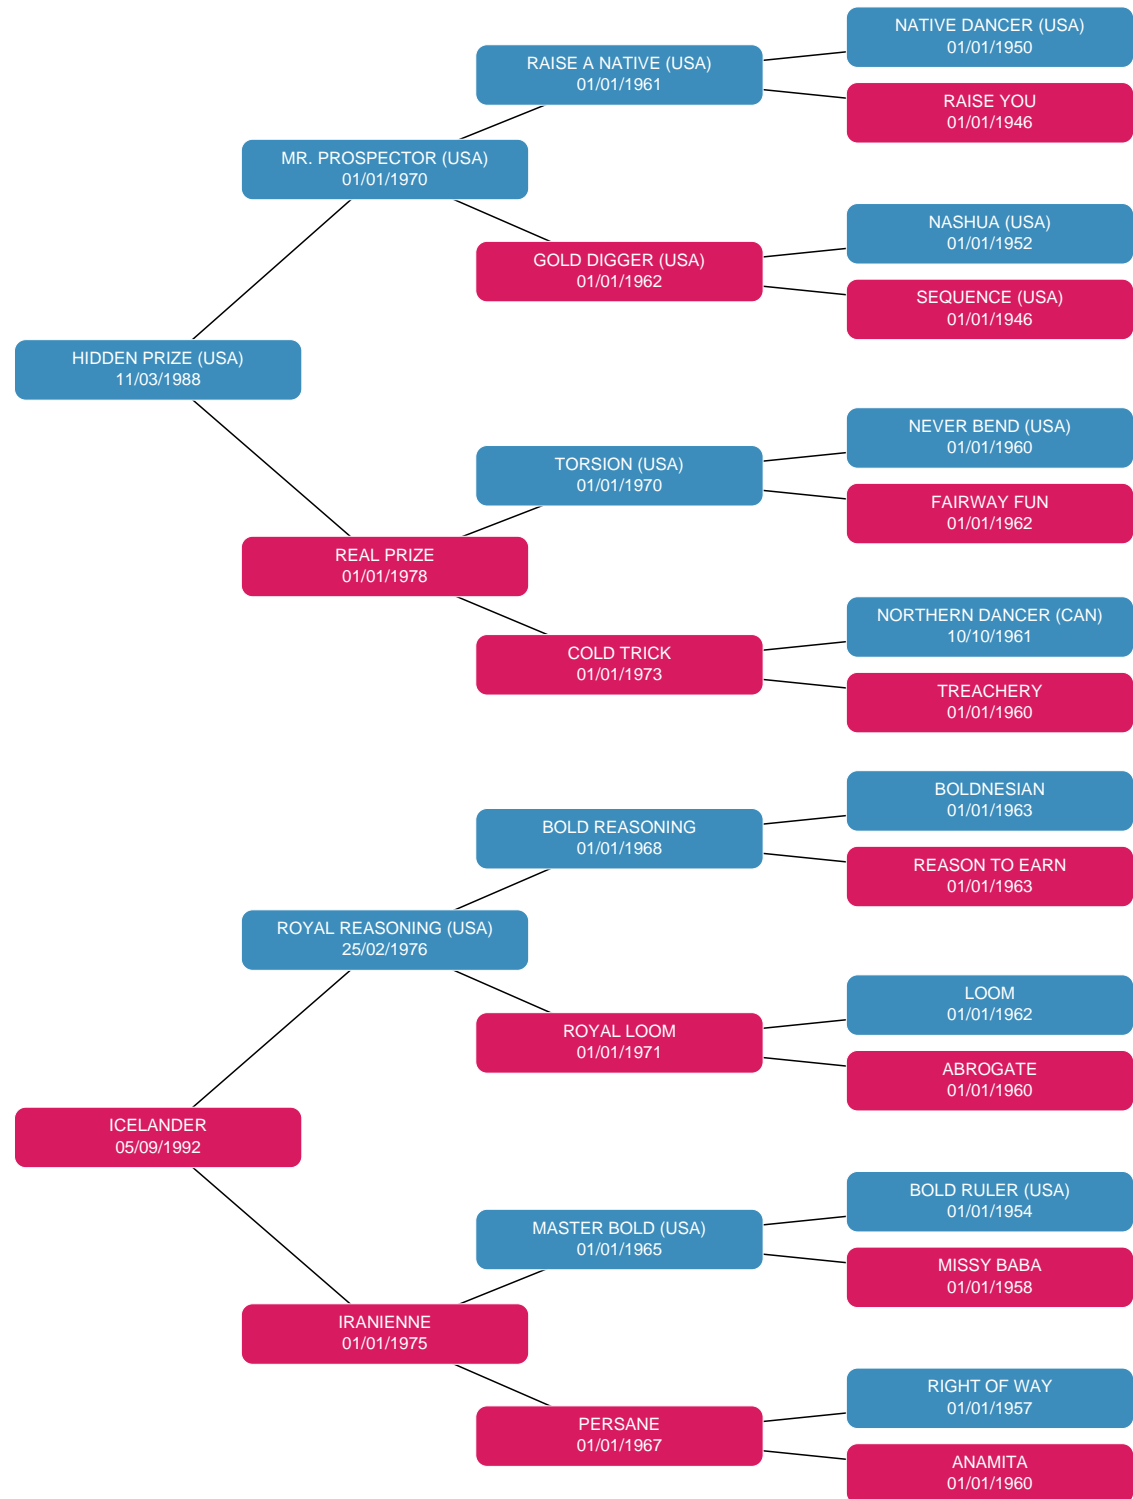 NATIVE DANCER (USA)
01/01/1950
RAISE A NATIVE (USA)
01/01/1961
RAISE YOU
01/01/1946
MR. PROSPECTOR (USA)
01/01/1970
NASHUA (USA)
01/01/1952
GOLD DIGGER (USA)
01/01/1962
SEQUENCE (USA)
01/01/1946
HIDDEN PRIZE (USA)
11/03/1988
NEVER BEND (USA)
01/01/1960
TORSION (USA)
01/01/1970
FAIRWAY FUN
01/01/1962
REAL PRIZE
01/01/1978
NORTHERN DANCER (CAN)
10/10/1961
COLD TRICK
01/01/1973
TREACHERY
01/01/1960
BOLDNESIAN
01/01/1963
BOLD REASONING
01/01/1968
REASON TO EARN
01/01/1963
ROYAL REASONING (USA)
25/02/1976
LOOM
01/01/1962
ROYAL LOOM
01/01/1971
ABROGATE
01/01/1960
ICELANDER
05/09/1992
BOLD RULER (USA)
01/01/1954
MASTER BOLD (USA)
01/01/1965
MISSY BABA
01/01/1958
IRANIENNE
01/01/1975
RIGHT OF WAY
01/01/1957
PERSANE
01/01/1967
ANAMITA
01/01/1960